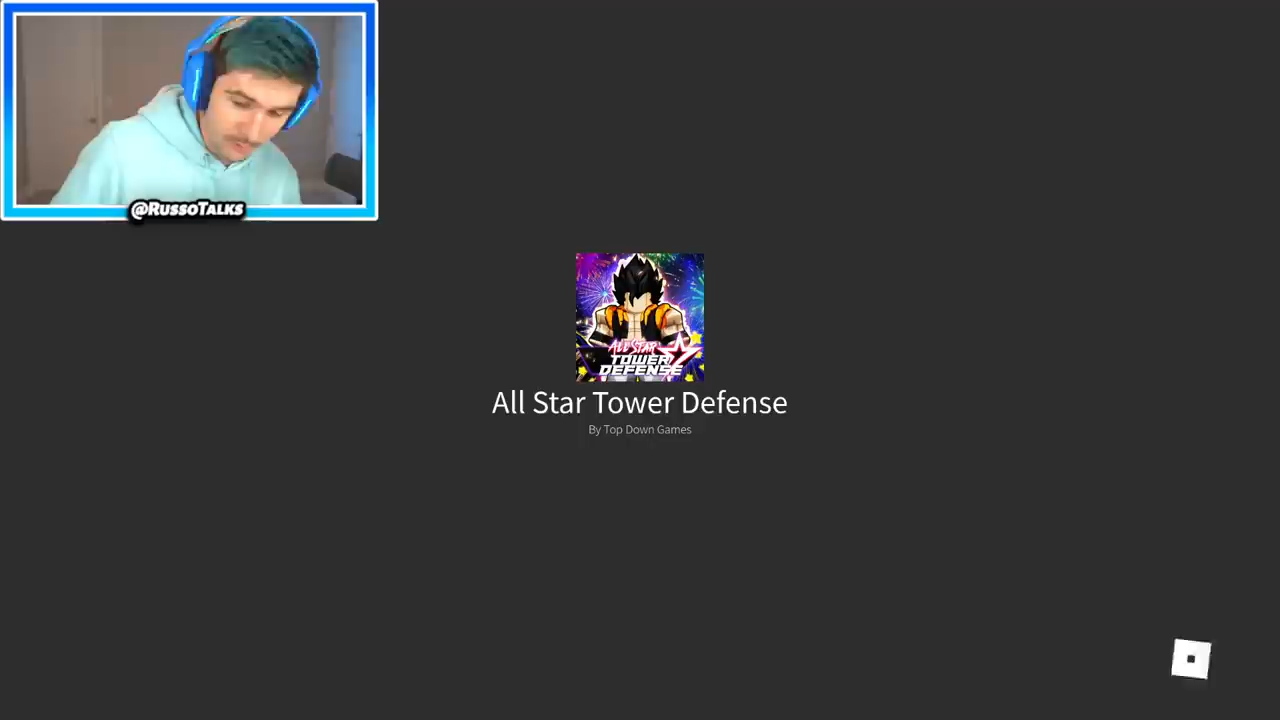 @RussoTalks
ALL STAR
TOWER
DEFENSE
All Star Tower Defense
By Top Down Games